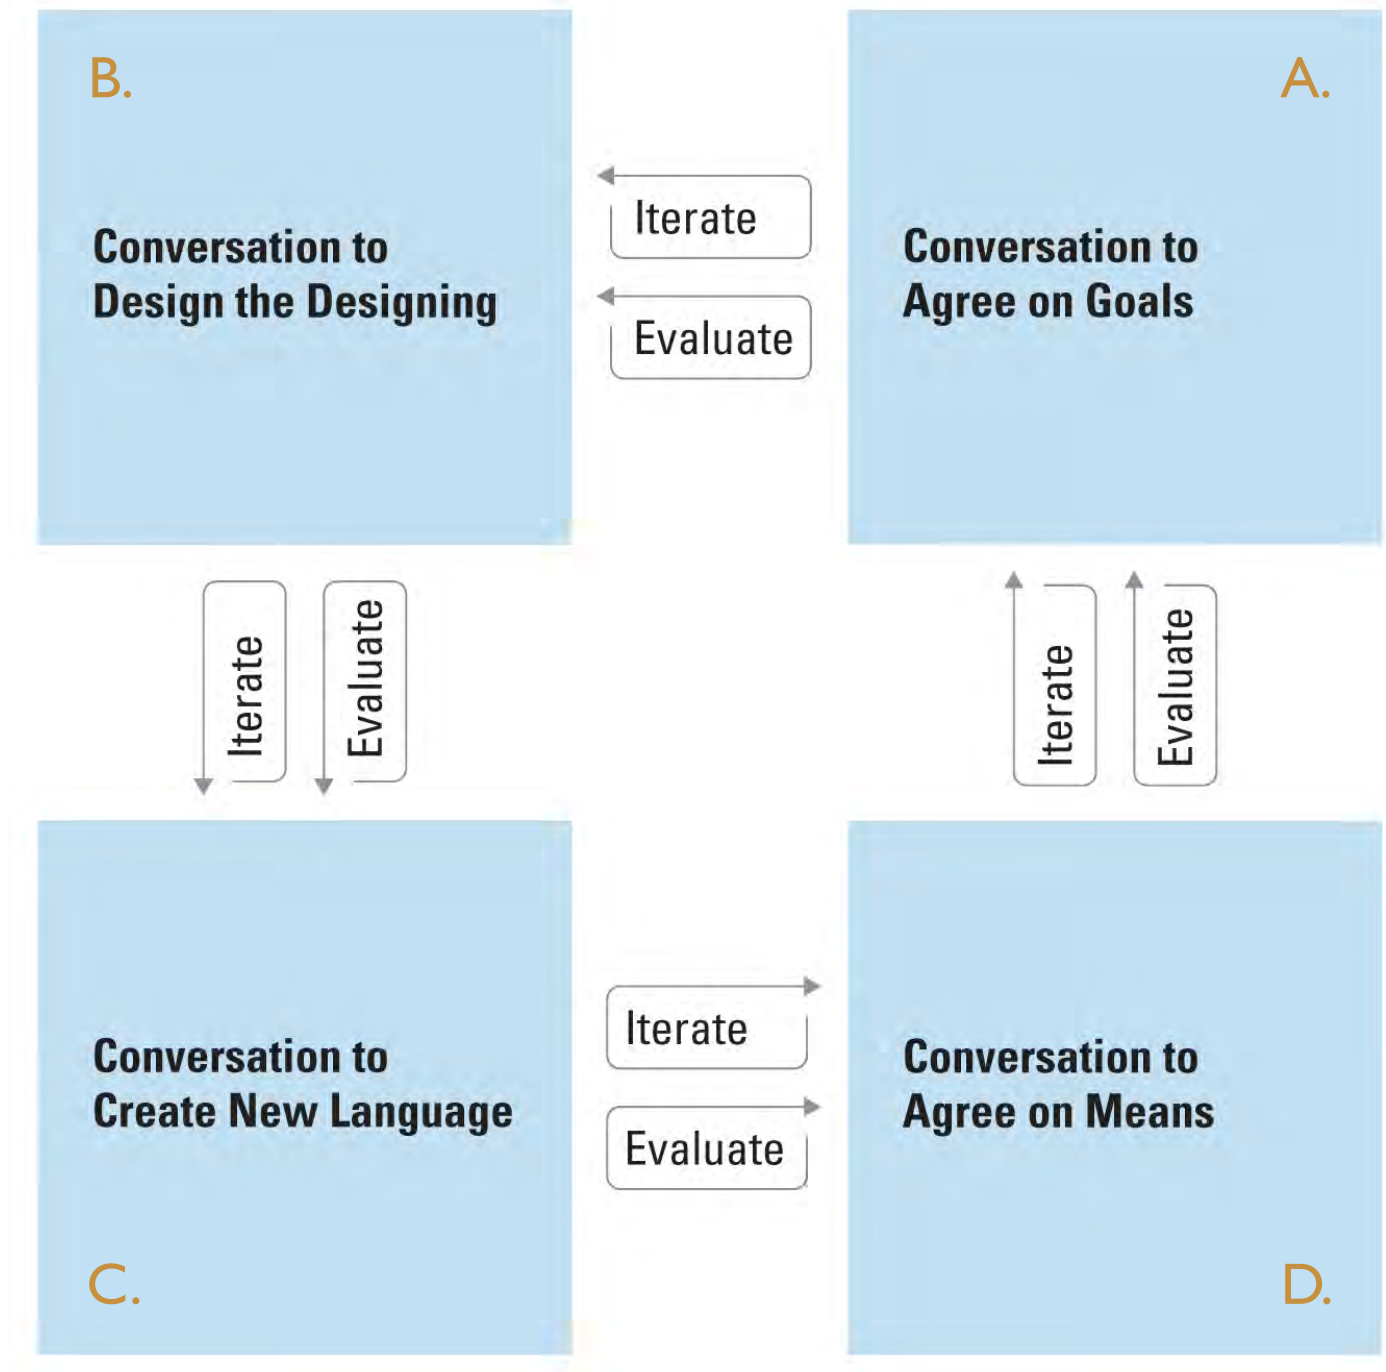 B.
A.
Conversation to
Design the Designing
Iterate
Evaluate
Conversation to
Agree on Goals
Iterate
Evaluate
Iterate
Evaluate
Conversation to
Create New Language
Iterate
Evaluate
Conversation to
Agree on Means
C.
D.